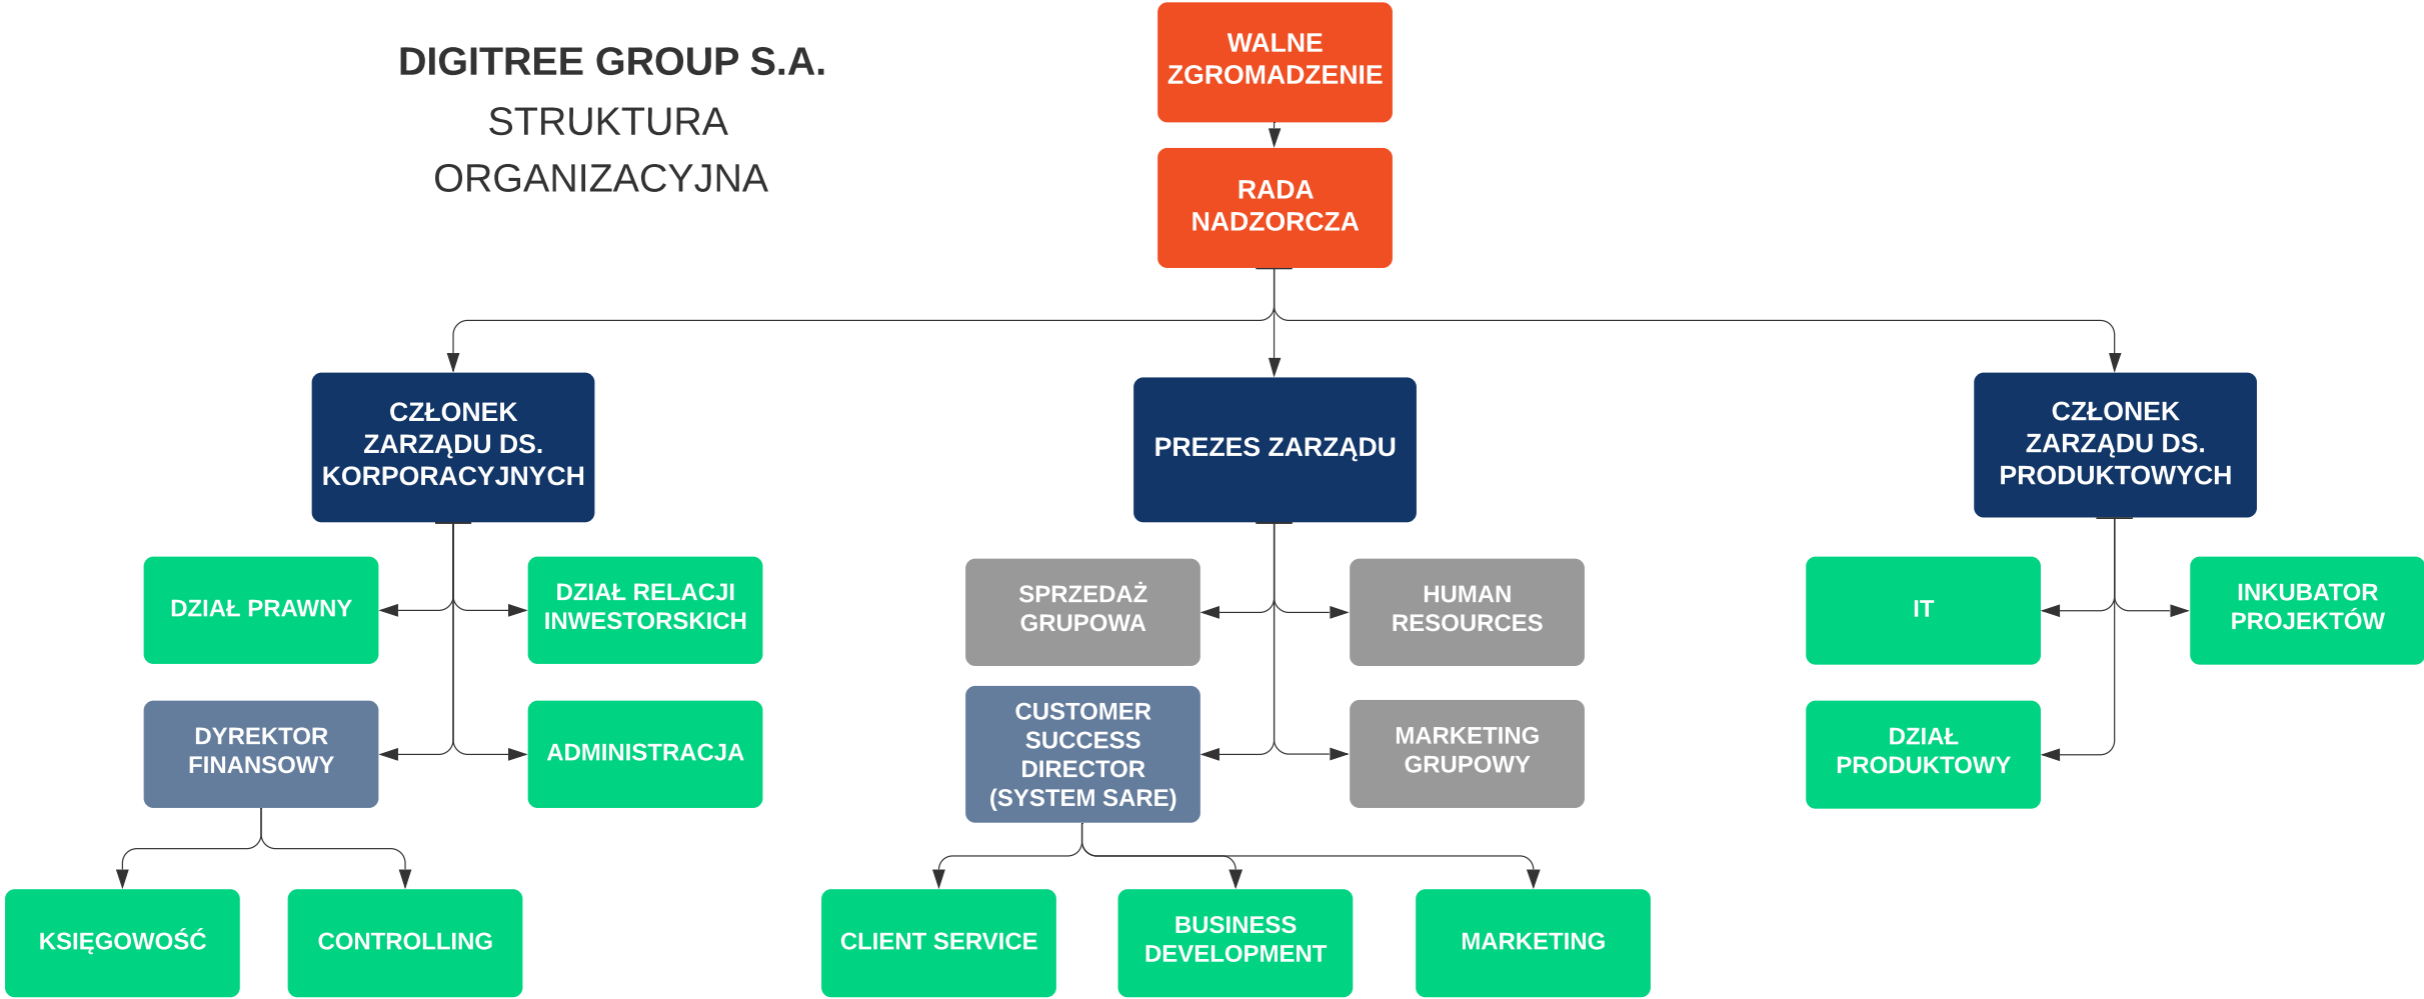 DIGITREE GROUP S.A.
STRUKTURA
ORGANIZACYJNA
WALNE
ZGROMADZENIE
RADA
NADZORCZA
CZŁONEK
ZARZĄDU DS.
KORPORACYJNYCH
PREZES ZARZĄDU
CZŁONEK
ZARZĄDU DS.
PRODUKTOWYCH
DZIAŁ PRAWNY
DZIAŁ RELACJI
INWESTORSKICH
SPRZEDAŻ
GRUPOWA
HUMAN
RESOURCES
IT
INKUBATOR
PROJEKTÓW
DYREKTOR
FINANSOWY
ADMINISTRACJA
CUSTOMER
SUCCESS
DIRECTOR
(SYSTEM SARE)
MARKETING
GRUPOWY
DZIAŁ
PRODUKTOWY
KSIĘGOWOŚĆ
CONTROLLING
CLIENT SERVICE
BUSINESS
DEVELOPMENT
MARKETING